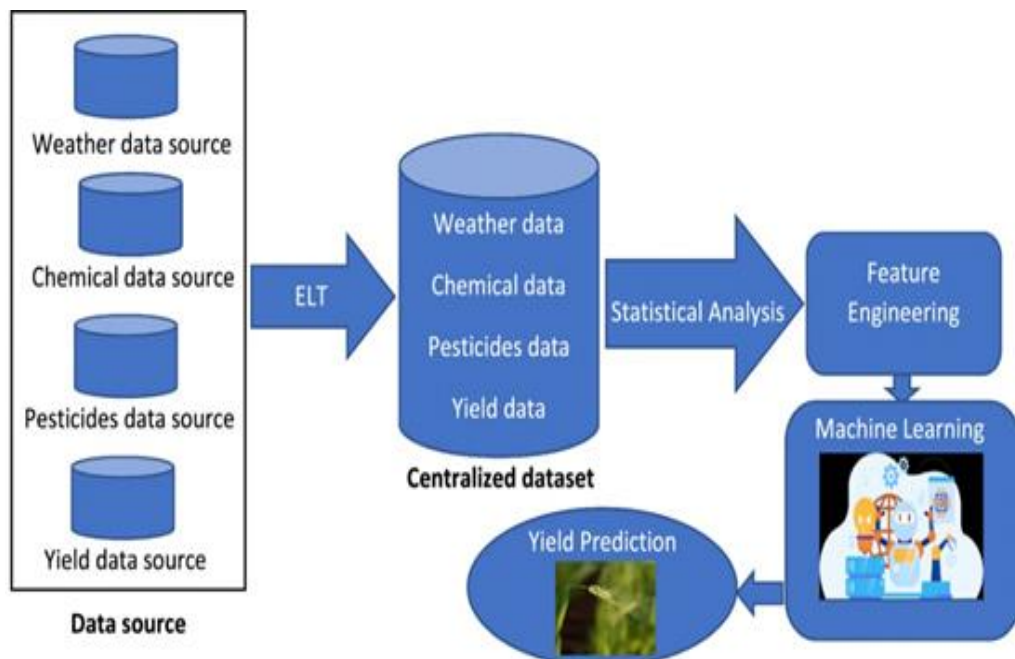 Weather data source
Chemical data source
Pesticides data source
Yield data source
Data source
ELT
Weather data
Chemical data
Pesticides data
Yield data
Centralized dataset
Statistical Analysis
Feature
Engineering
Machine Learning
Yield Prediction